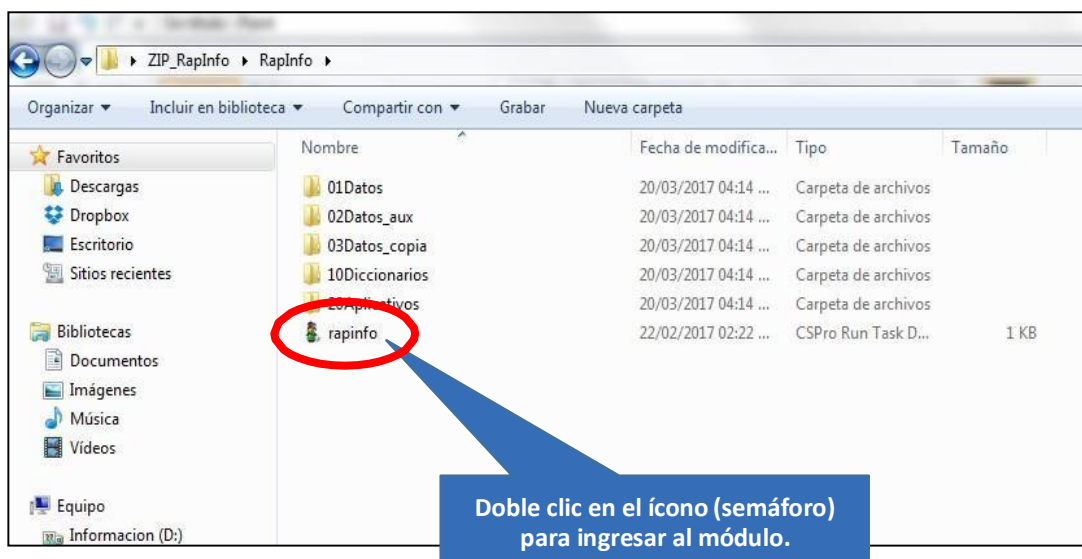 ZIP_RapInfo ▸ RapInfo ▸
Organizar ▾ Incluir en biblioteca ▾ Compartir con ▾ Grabar Nueva carpeta
Nombre Fecha de modifica... Tipo Tamaño
Favoritos
Descargas
Dropbox
Escritorio
Sitios recientes
Bibliotecas
Documentos
Imágenes
Música
Vídeos
Equipo
Informacion (D:)
01Datos 20/03/2017 04:14 ... Carpeta de archivos
02Datos_aux 20/03/2017 04:14 ... Carpeta de archivos
03Datos_copia 20/03/2017 04:14 ... Carpeta de archivos
10Diccionarios 20/03/2017 04:14 ... Carpeta de archivos
20Aplicativos 20/03/2017 04:14 ... Carpeta de archivos
rapinfo 22/02/2017 02:22 ... CSPro Run Task D... 1 KB
Doble clic en el ícono (semáforo)
para ingresar al módulo.